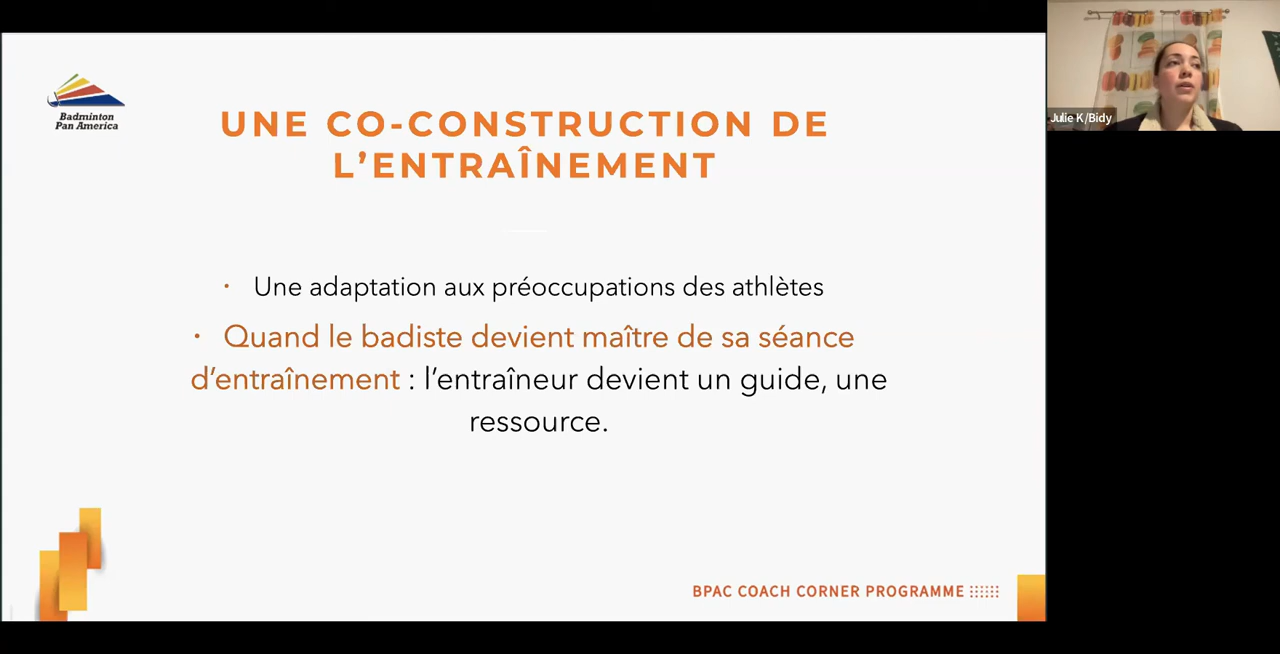 Badminton
Pan America
UNE CO-CONSTRUCTION DE
L'ENTRAÎNEMENT
· Une adaptation aux préoccupations des athlètes
· Quand le badiste devient maître de sa séance
d'entraînement : l'entraîneur devient un guide, une
ressource.
BPAC COACH CORNER PROGRAMME
Julie K/Bidy